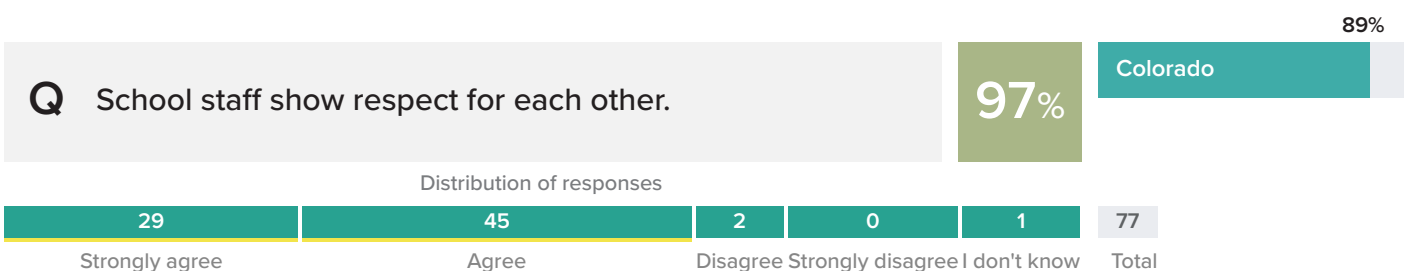 89%
Q School staff show respect for each other.
97%
Colorado
Distribution of responses
29 45 2 0 1 77
Strongly agree Agree Disagree Strongly disagree I don't know Total